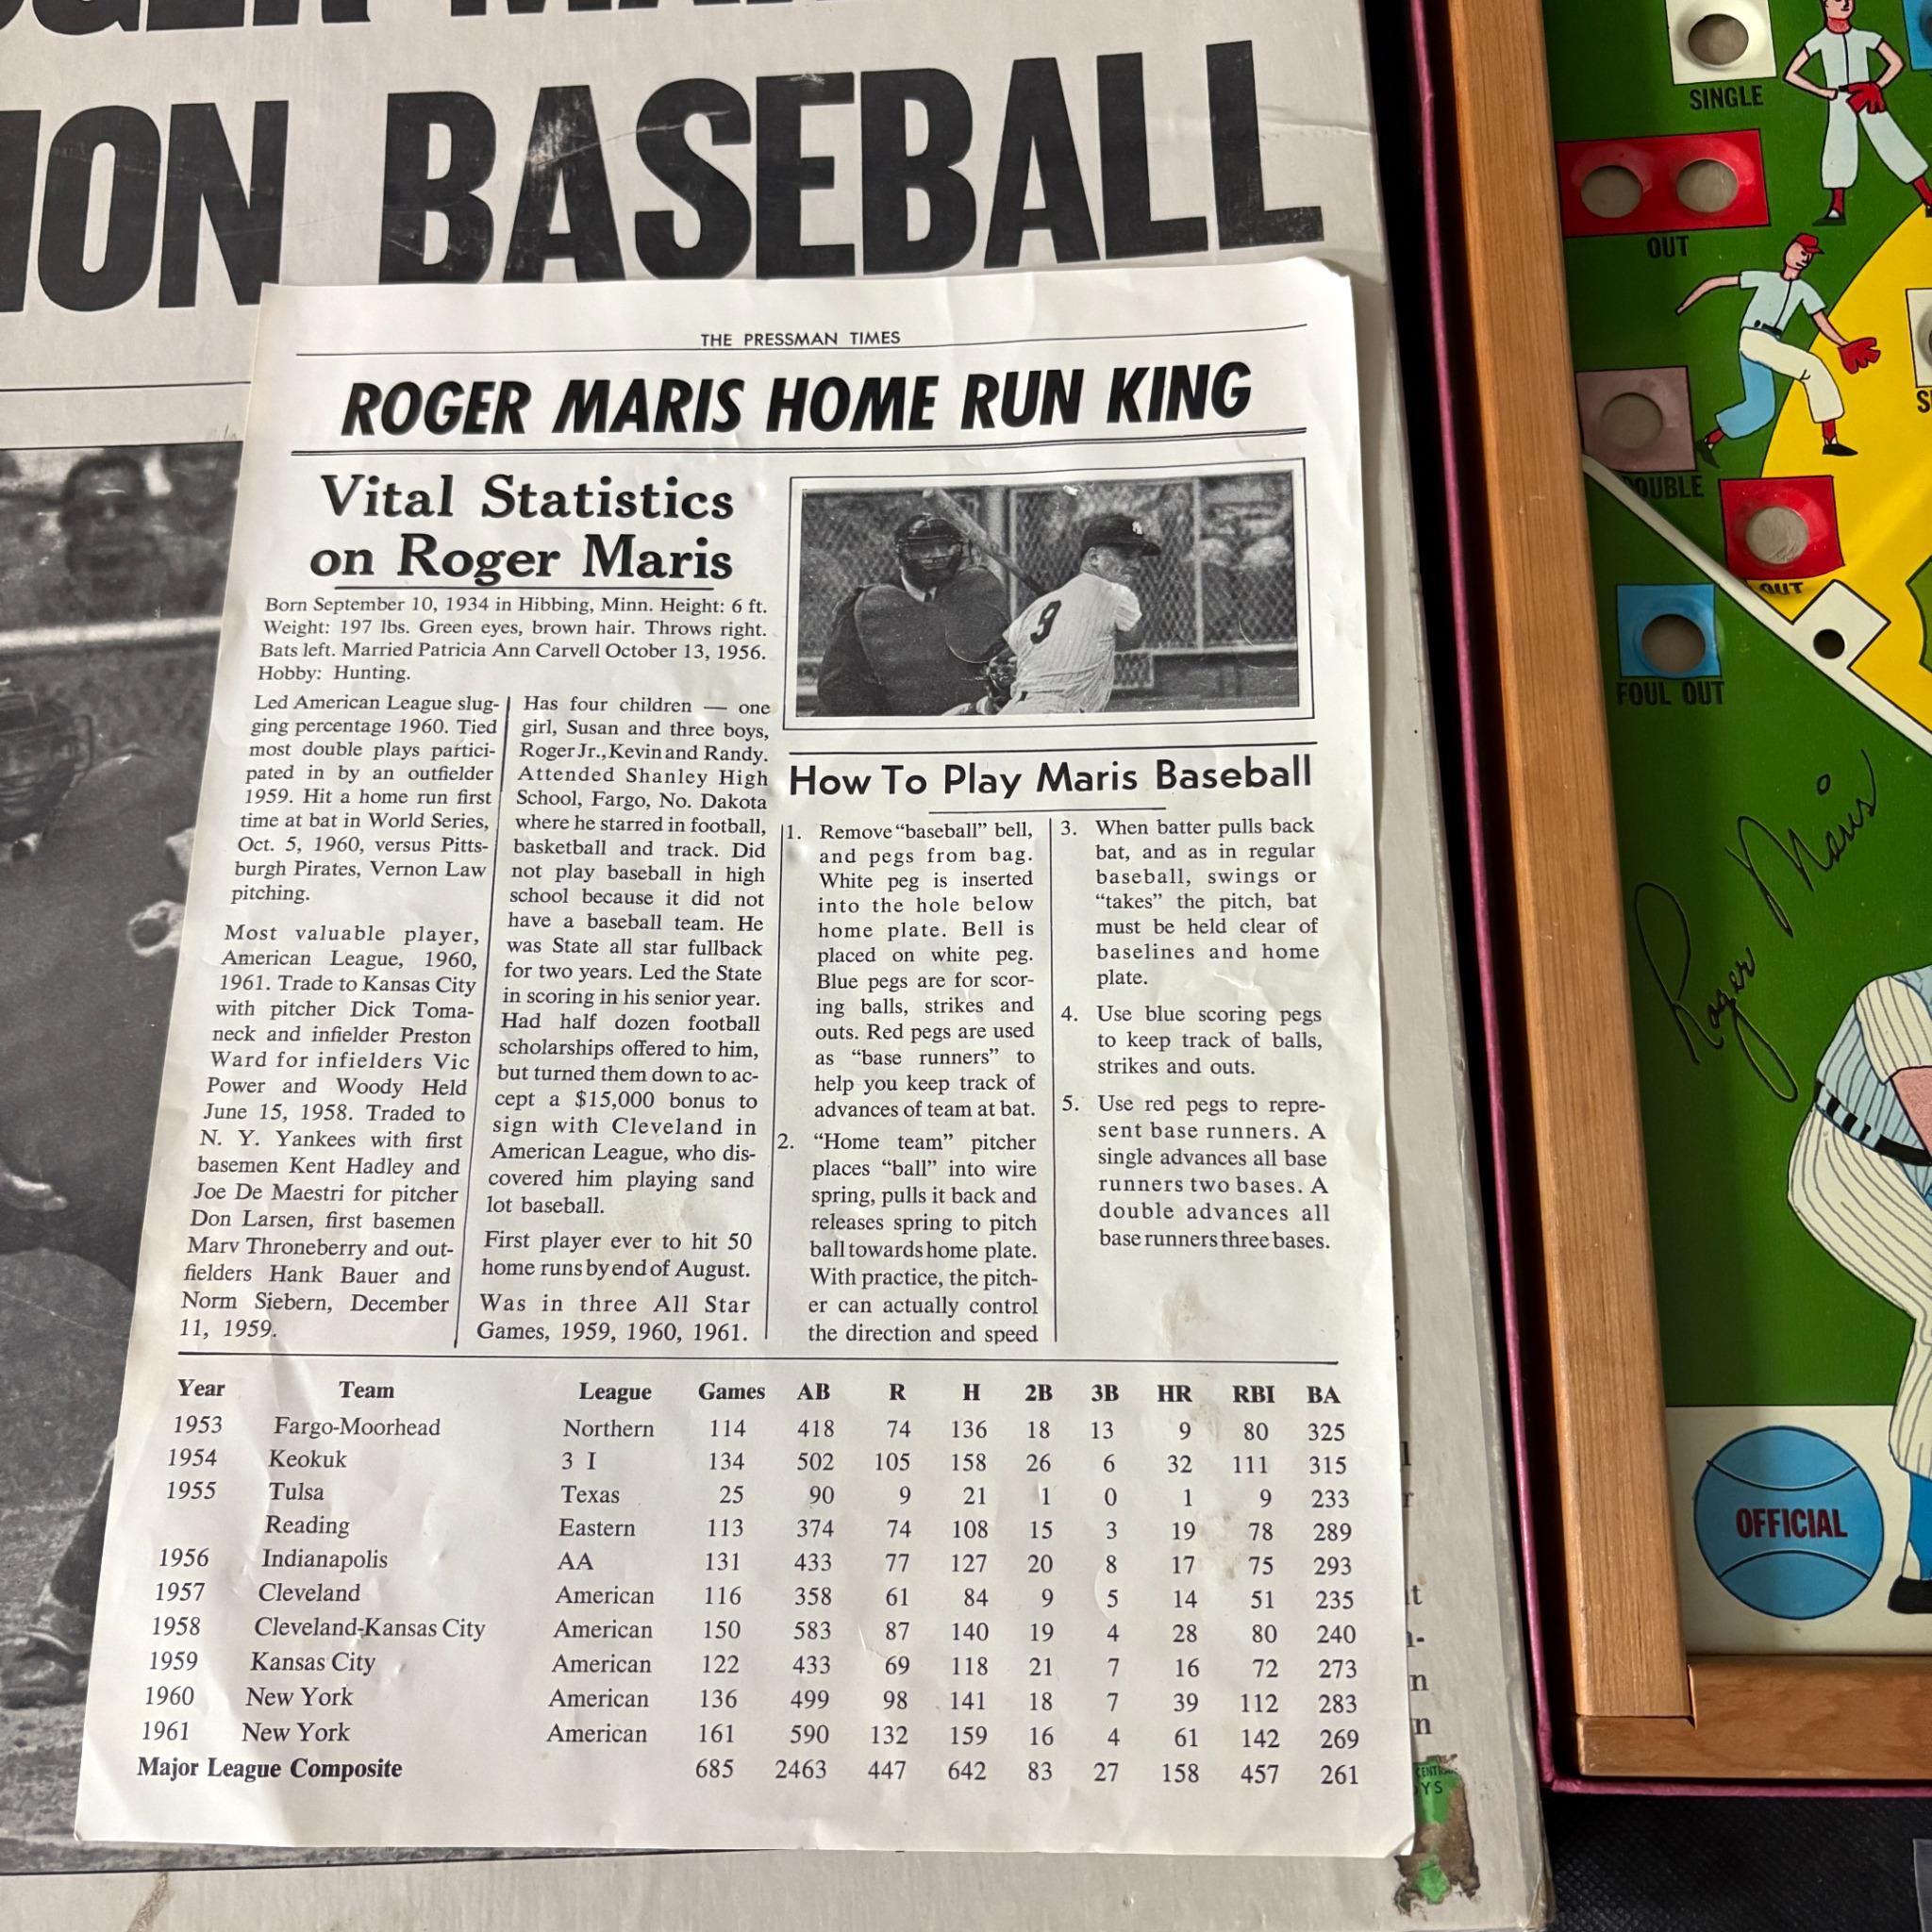 ION BASEBALL
THE PRESSMAN TIMES
ROGER MARIS HOME RUN KING
Vital Statistics
on Roger Maris
Born September 10, 1934 in Hibbing, Minn. Height: 6 ft.
Weight: 197 lbs. Green eyes, brown hair. Throws right.
Bats left. Married Patricia Ann Carvell October 13, 1956.
Hobby: Hunting.
Led American League slug-
ging percentage 1960. Tied
most double plays partici-
pated in by an outfielder
1959. Hit a home run first
time at bat in World Series,
Oct. 5, 1960, versus Pitts-
burgh Pirates, Vernon Law
pitching.
Most valuable player,
American League, 1960,
1961. Trade to Kansas City
with pitcher Dick Toma-
neck and infielder Preston
Ward for infielders Vic
Power and Woody Held
June 15, 1958. Traded to
N. Y. Yankees with first
basemen Kent Hadley and
Joe De Maestri for pitcher
Don Larsen, first basemen
Marv Throneberry and out-
fielders Hank Bauer and
Norm Siebern, December
11, 1959.
Has four children — one
girl, Susan and three boys,
Roger Jr., Kevin and Randy.
Attended Shanley High
School, Fargo, No. Dakota
where he starred in football,
basketball and track. Did
not play baseball in high
school because it did not
have a baseball team. He
was State all star fullback
for two years. Led the State
in scoring in his senior year.
Had half dozen football
scholarships offered to him,
but turned them down to ac-
cept a $15,000 bonus to
sign with Cleveland in
American League, who dis-
covered him playing sand
lot baseball.
First player ever to hit 50
home runs by end of August.
Was in three All Star
Games, 1959, 1960, 1961.
9
How To Play Maris Baseball
1. Remove "baseball" bell,
and pegs from bag.
White peg is inserted
into the hole below
home plate. Bell is
placed on white peg.
Blue pegs are for scor-
ing balls, strikes and
outs. Red pegs are used
as "base runners" to
help you keep track of
advances of team at bat.
2. "Home team" pitcher
places "ball" into wire
spring, pulls it back and
releases spring to pitch
ball towards home plate.
With practice, the pitch-
er can actually control
the direction and speed
3. When batter pulls back
bat, and as in regular
baseball, swings or
"takes" the pitch, bat
must be held clear of
baselines and home
plate.
4. Use blue scoring pegs
to keep track of balls,
strikes and outs.
5. Use red pegs to repre-
sent base runners. A
single advances all base
runners two bases. A
double advances all
base runners three bases.
Year Team League Games AB R H 2B 3B HR RBI BA
1953 Fargo-Moorhead Northern 114 418 74 136 18 13 9 80 325
1954 Keokuk 3 I 134 502 105 158 26 6 32 111 315
1955 Tulsa Texas 25 90 9 21 1 0 1 9 233
Reading Eastern 113 374 74 108 15 3 19 78 289
1956 Indianapolis AA 131 433 77 127 20 8 17 75 293
1957 Cleveland American 116 358 61 84 9 5 14 51 235
1958 Cleveland-Kansas City American 150 583 87 140 19 4 28 80 240
1959 Kansas City American 122 433 69 118 21 7 16 72 273
1960 New York American 136 499 98 141 18 7 39 112 283
1961 New York American 161 590 132 159 16 4 61 142 269
Major League Composite 685 2463 447 642 83 27 158 457 261
SINGLE
OUT
DOUBLE
OUT
FOUL OUT
Roger Maris
OFFICIAL